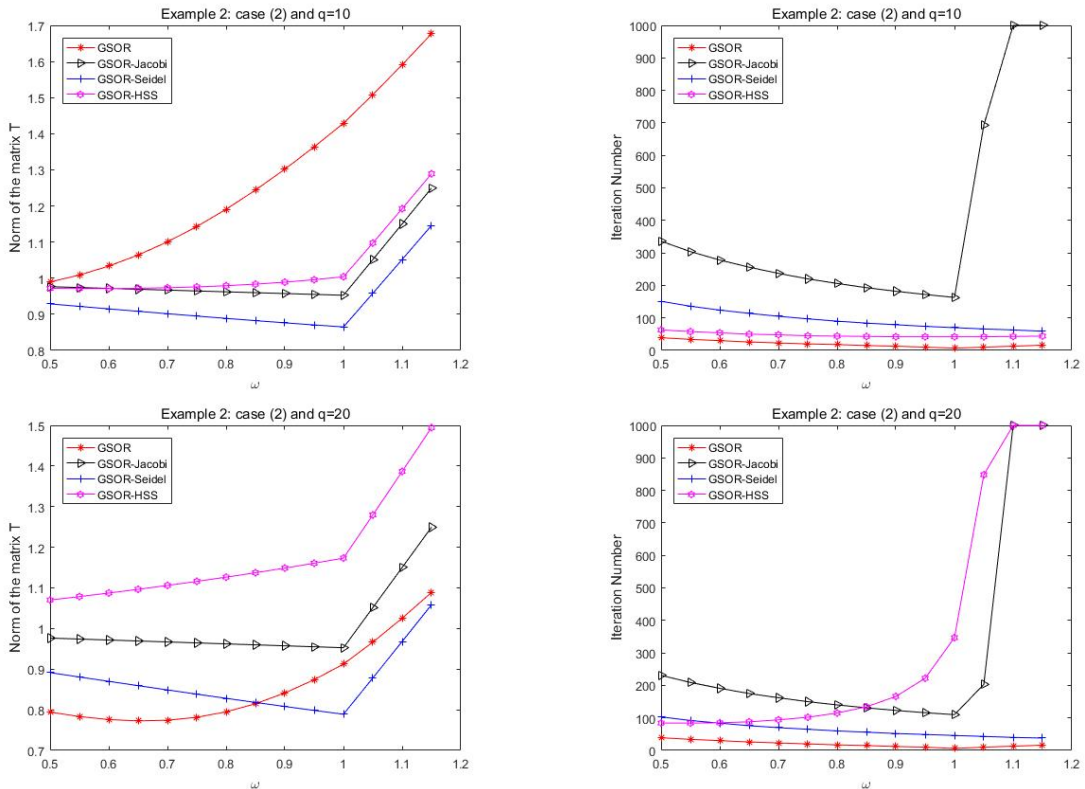 Example 2: case (2) and q=10
1.7
1.6
1.5
1.4
1.3
1.2
1.1
1
0.9
0.8
Norm of the matrix T
GSOR
GSOR-Jacobi
GSOR-Seidel
GSOR-HSS
0.5 0.6 0.7 0.8 0.9 1 1.1 1.2
ω
Example 2: case (2) and q=10
1000
900
800
700
600
500
400
300
200
100
0
Iteration Number
GSOR
GSOR-Jacobi
GSOR-Seidel
GSOR-HSS
0.5 0.6 0.7 0.8 0.9 1 1.1 1.2
ω
Example 2: case (2) and q=20
1.5
1.4
1.3
1.2
1.1
1
0.9
0.8
0.7
Norm of the matrix T
GSOR
GSOR-Jacobi
GSOR-Seidel
GSOR-HSS
0.5 0.6 0.7 0.8 0.9 1 1.1 1.2
ω
Example 2: case (2) and q=20
1000
900
800
700
600
500
400
300
200
100
0
Iteration Number
GSOR
GSOR-Jacobi
GSOR-Seidel
GSOR-HSS
0.5 0.6 0.7 0.8 0.9 1 1.1 1.2
ω